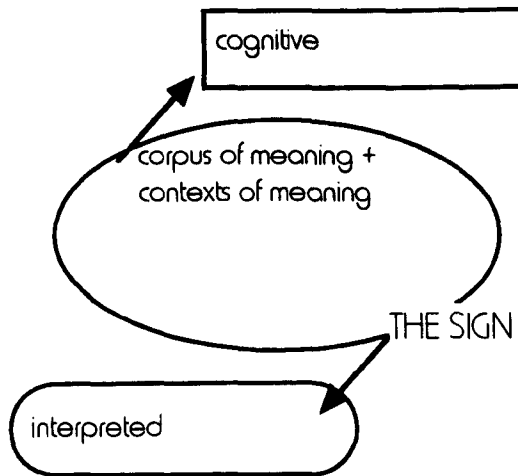 cognitive
corpus of meaning +
contexts of meaning
THE SIGN
interpreted